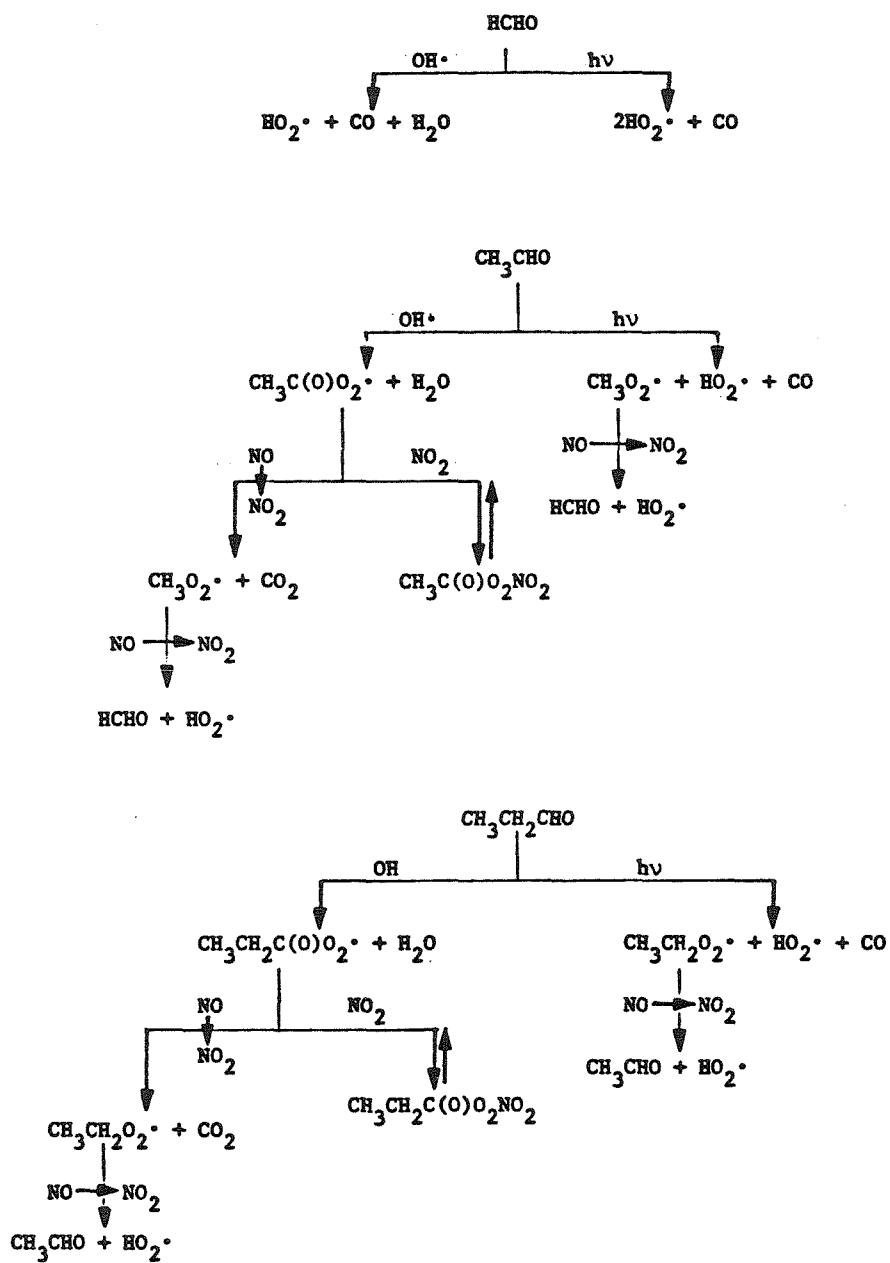 HCHO
OH· hν
HO₂· + CO + H₂O 2HO₂· + CO
CH₃CHO
OH· hν
CH₃C(O)O₂· + H₂O CH₃O₂· + HO₂· + CO
NO NO₂ NO NO₂
NO₂ HCHO + HO₂·
CH₃O₂· + CO₂ CH₃C(O)O₂NO₂
NO NO₂
HCHO + HO₂·
CH₃CH₂CHO
OH hν
CH₃CH₂C(O)O₂· + H₂O CH₃CH₂O₂· + HO₂· + CO
NO NO₂ NO NO₂
NO₂ CH₃CHO + HO₂·
CH₃CH₂O₂· + CO₂ CH₃CH₂C(O)O₂NO₂
NO NO₂
CH₃CHO + HO₂·